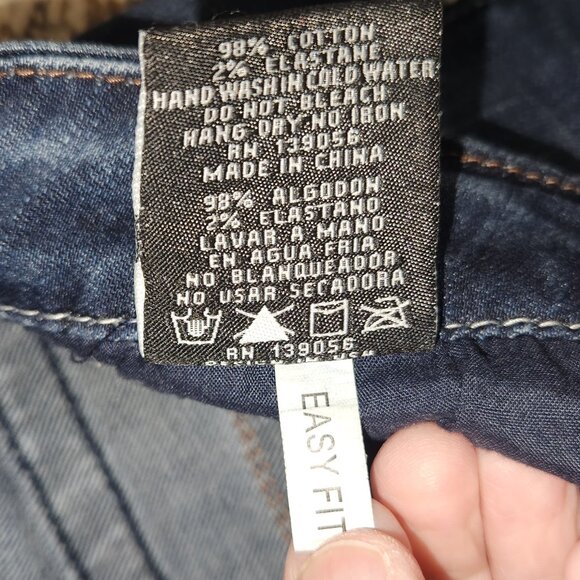 98% COTTON
2% ELASTANE
HAND WASH IN COLD WATER
DO NOT BLEACH
HANG DRY NO IRON
RN 139056
MADE IN CHINA
98% ALGODON
2% ELASTANO
LAVAR A MANO
EN AGUA FRIA
NO BLANQUEADOR
NO USAR SECADORA
RN 139056
EASY FIT